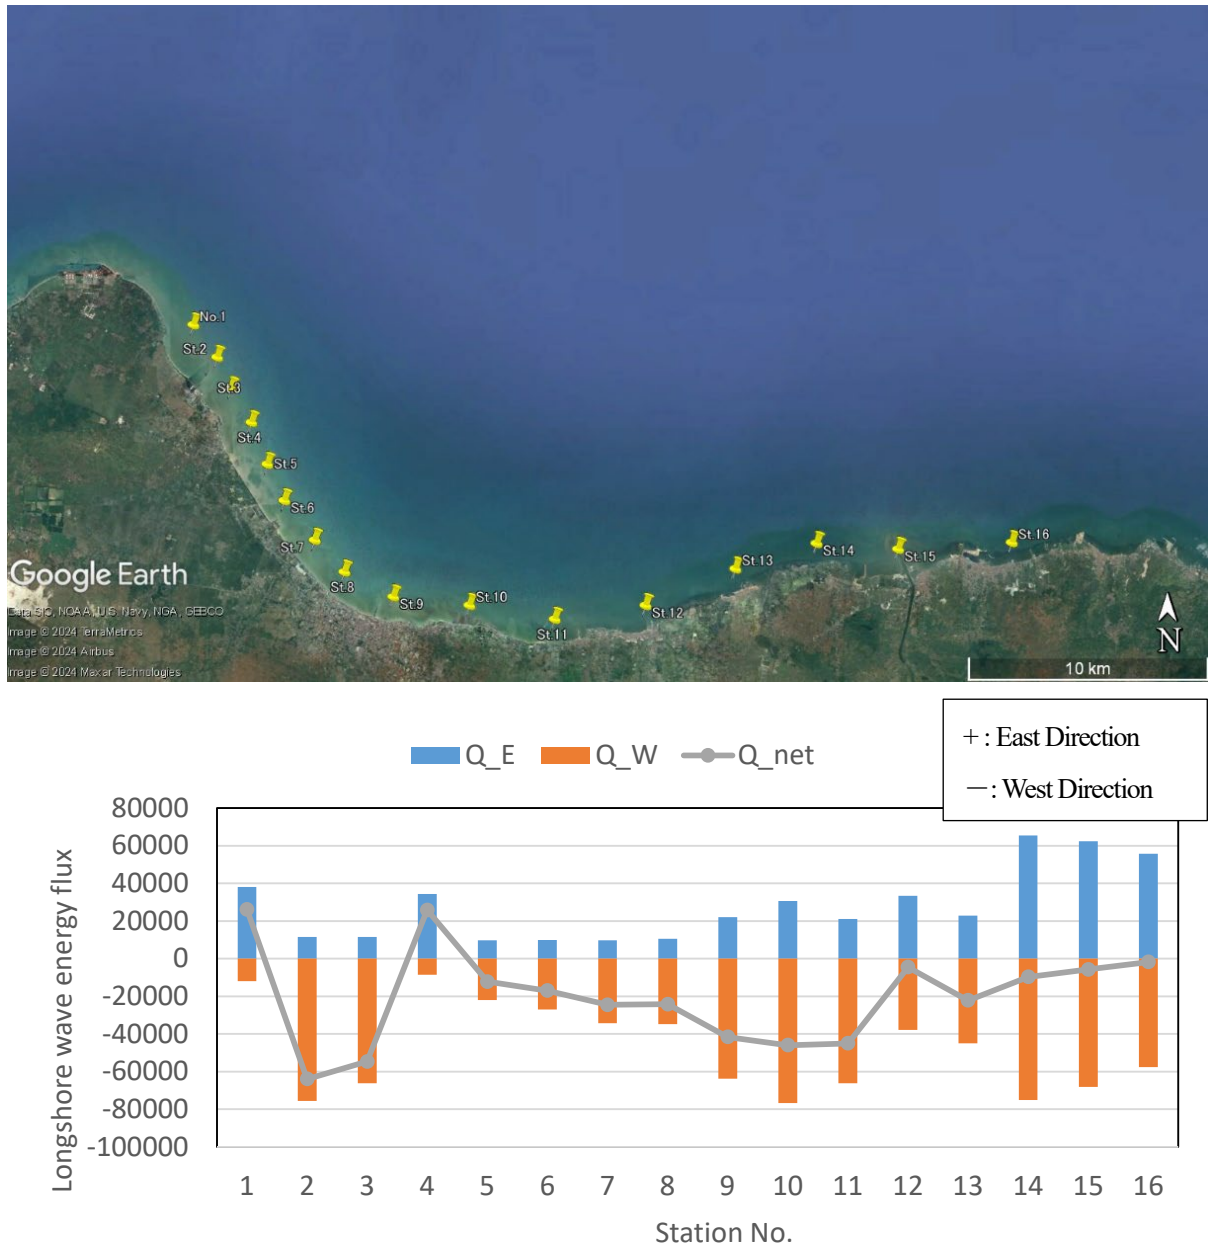 No.1
St.2
St.3
St.4
St.5
St.6
St.7
St.8
St.9
St.10
St.11
St.12
St.13
St.14
St.15
St.16
Google Earth
Data SIO, NOAA, U.S. Navy, NGA, GEBCO
Image © 2024 TerraMetrics
Image © 2024 Airbus
Image © 2024 Maxar Technologies
N
10 km
+ : East Direction
－: West Direction
Q_E Q_W Q_net
Longshore wave energy flux
80000
60000
40000
20000
0
-20000
-40000
-60000
-80000
-100000
1 2 3 4 5 6 7 8 9 10 11 12 13 14 15 16
Station No.